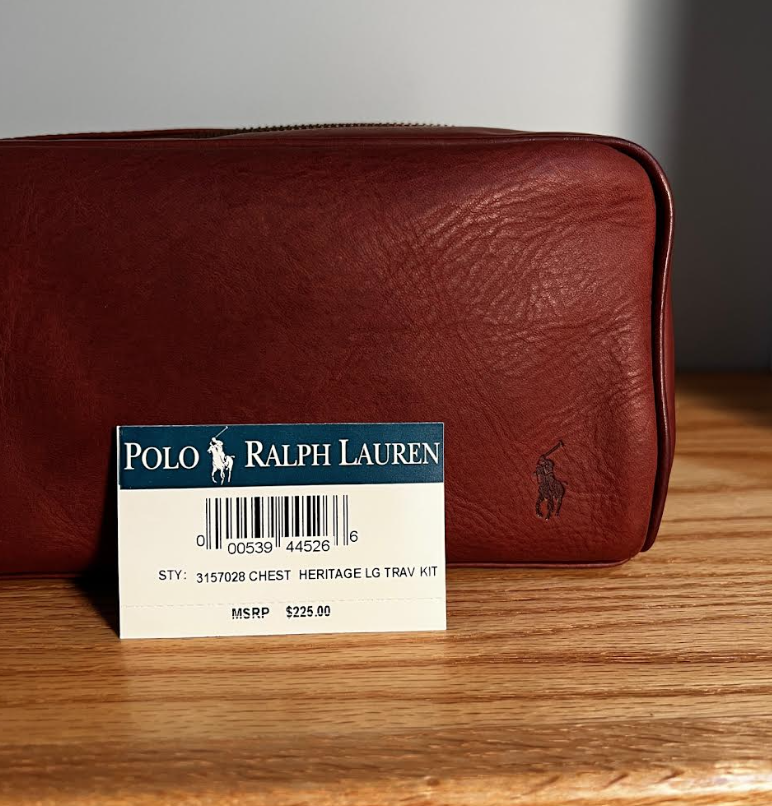 POLO RALPH LAUREN
0 00539 44526 6
STY: 3157028 CHEST HERITAGE LG TRAV KIT
MSRP $225.00